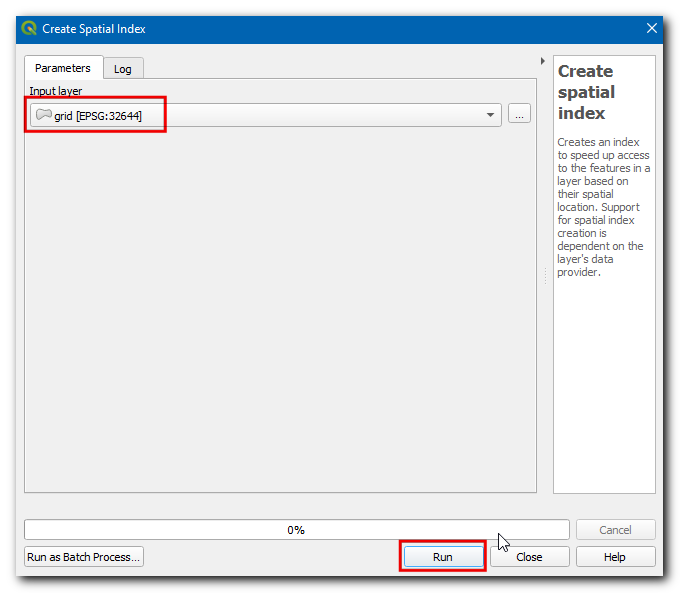 Create Spatial Index
Parameters
Log
Input layer
grid [EPSG:32644]
...
Create
spatial
index
Creates an index
to speed up access
to the features in a
layer based on
their spatial
location. Support
for spatial index
creation is
dependent on the
layer's data
provider.
0%
Cancel
Run as Batch Process...
Run
Close
Help